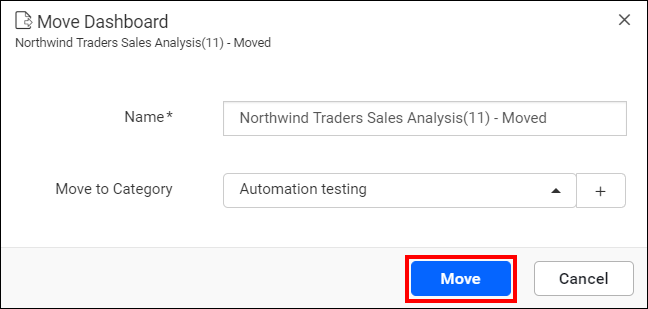 Move Dashboard
Northwind Traders Sales Analysis(11) - Moved
Name*
Northwind Traders Sales Analysis(11) - Moved
Move to Category
Automation testing
+
Move
Cancel